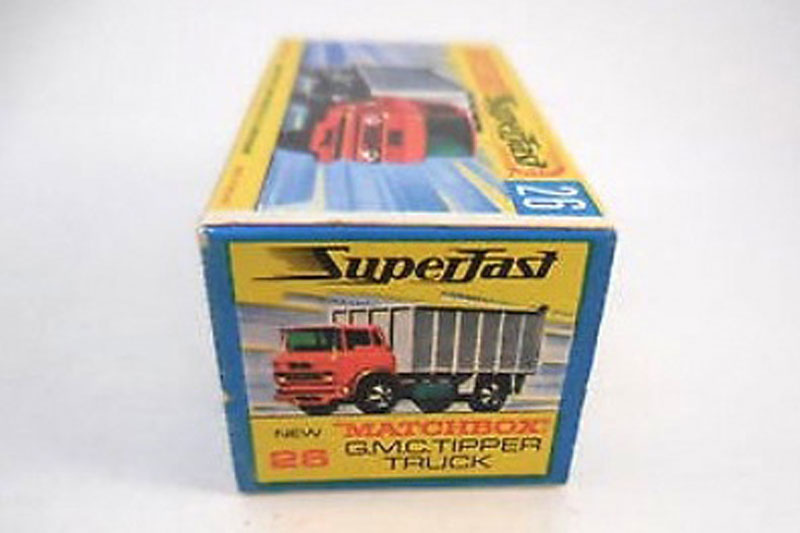 SuperFast
26
SuperFast
NEW MATCHBOX
26 G.M.C. TIPPER
TRUCK